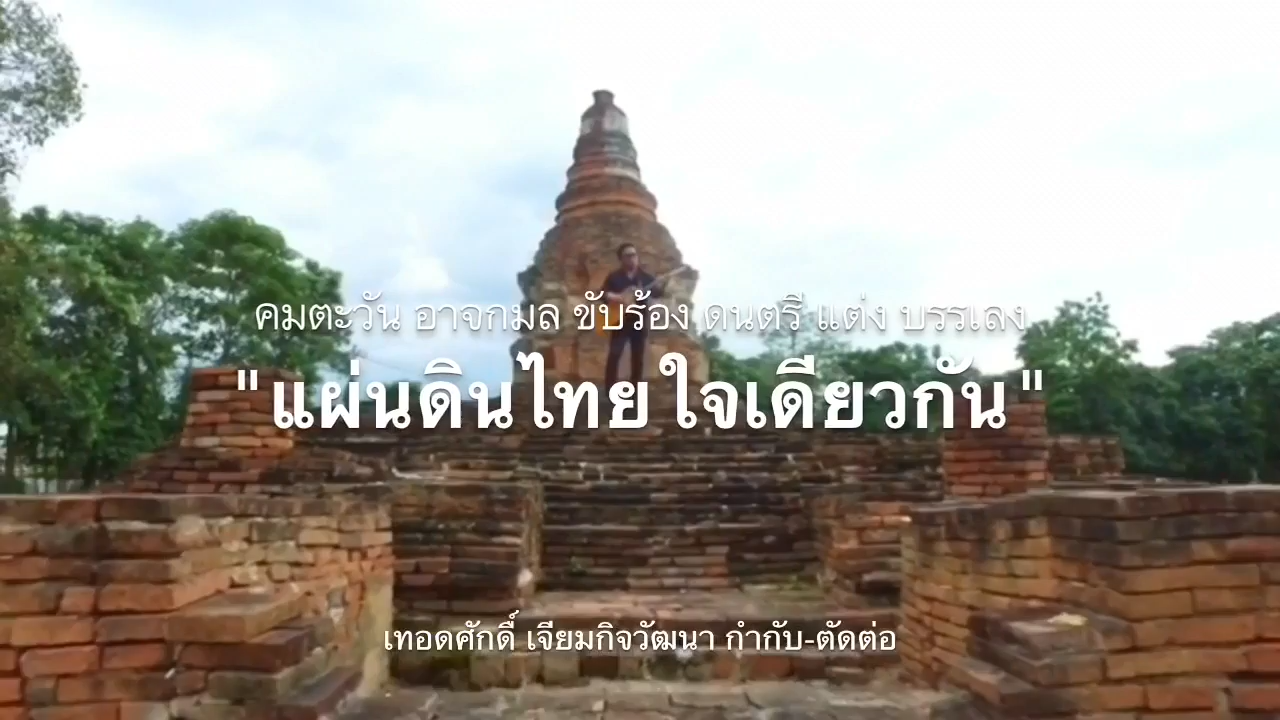 คมตะวัน อาจกมล ขับร้อง ดนตรี แต่ง บรรเลง
"แผ่นดินไทยใจเดียวกัน"
เทอดศักดิ์ เจียมกิจวัฒนา กำกับ-ตัดต่อ